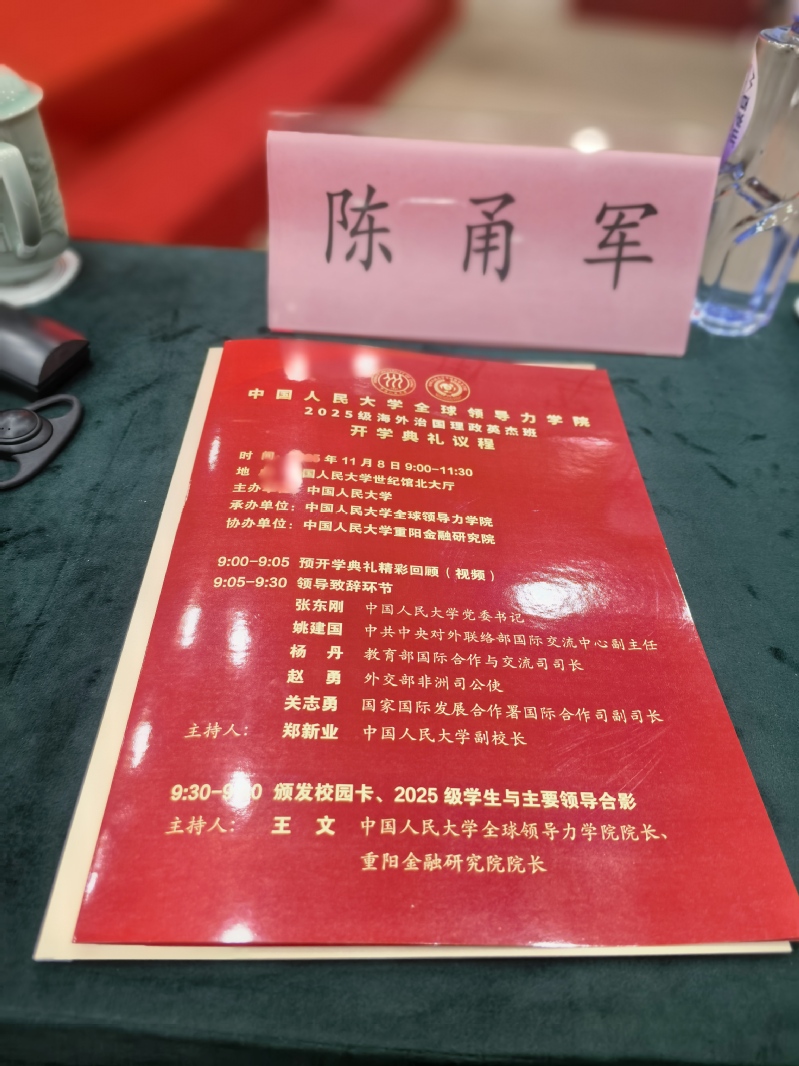 陈甬军
中国人民大学全球领导力学院
2025级海外治国理政英杰班
开学典礼议程
时 间 年11月8日9:00-11:30
地 国人民大学世纪馆北大厅
主办单 中国人民大学
承办单位：中国人民大学全球领导力学院
协办单位：中国人民大学重阳金融研究院
9:00-9:05 预开学典礼精彩回顾（视频）
9:05-9:30 领导致辞环节
张东刚 中国人民大学党委书记
姚建国 中共中央对外联络部国际交流中心副主任
杨 丹 教育部国际合作与交流司司长
赵 勇 外交部非洲司公使
关志勇 国家国际发展合作署国际合作司副司长
主持人： 郑新业 中国人民大学副校长
9:30- 颁发校园卡、2025级学生与主要领导合影
主持人： 王 文 中国人民大学全球领导力学院院长、
重阳金融研究院院长